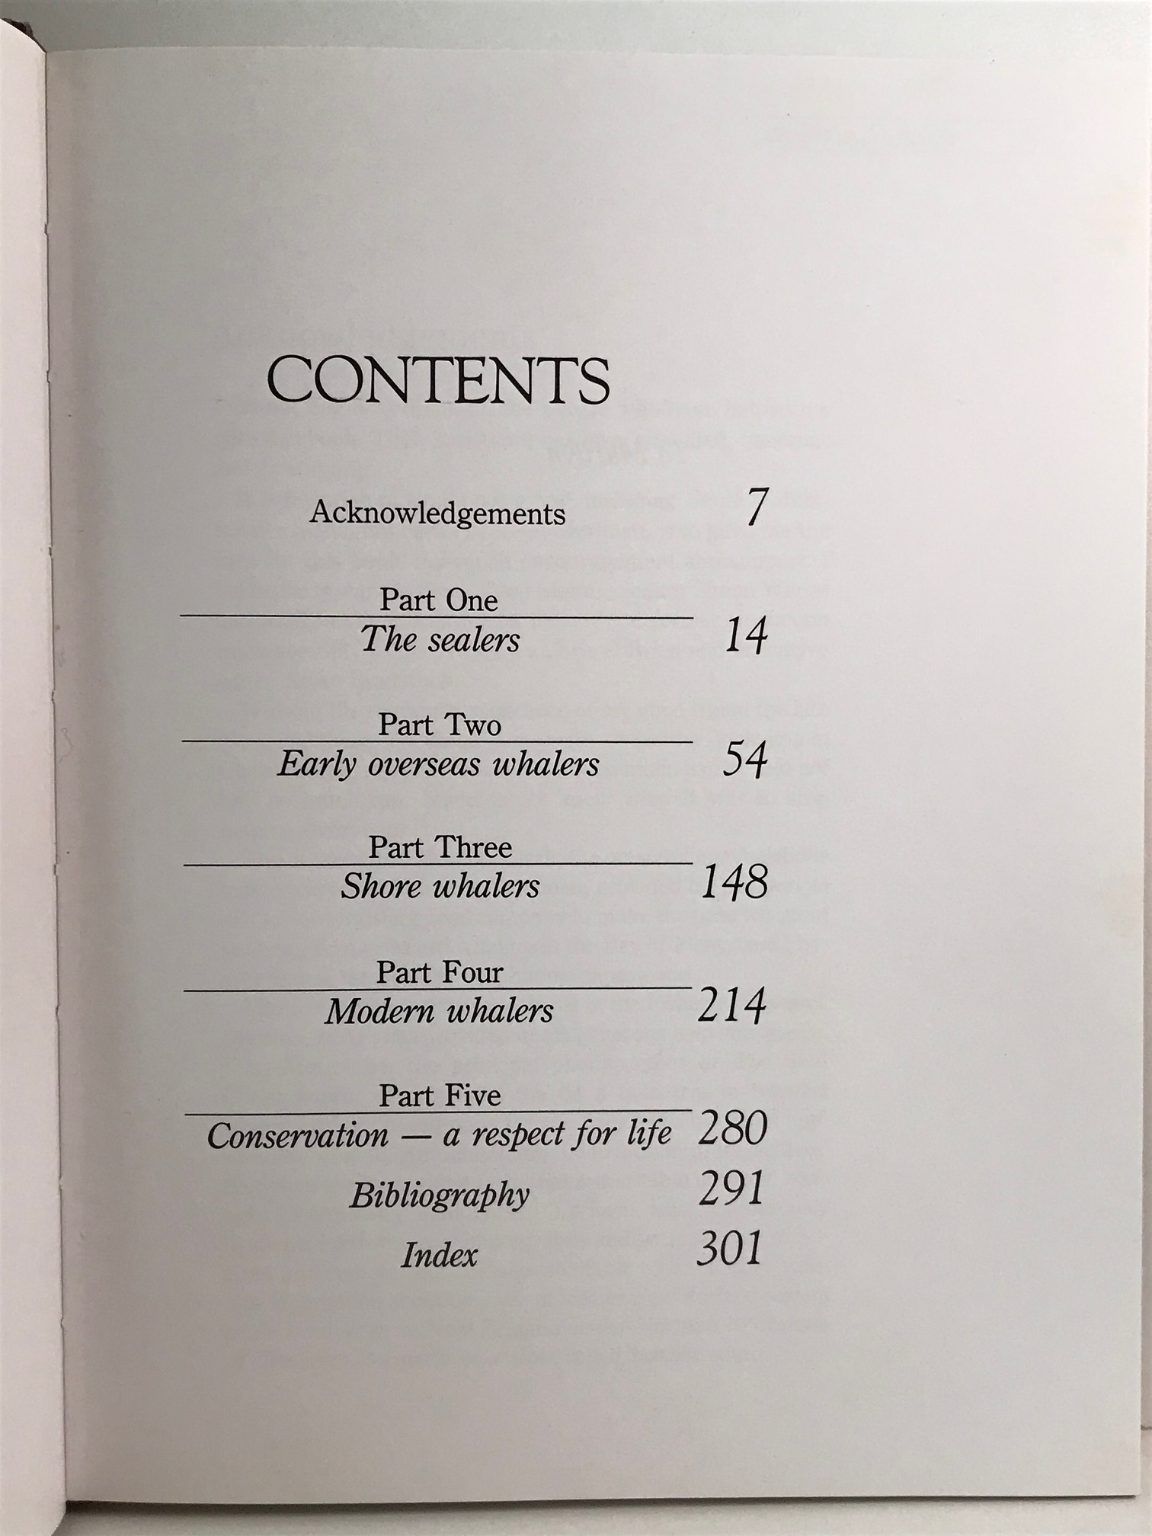 CONTENTS
Acknowledgements 7
Part One
The sealers 14
Part Two
Early overseas whalers 54
Part Three
Shore whalers 148
Part Four
Modern whalers 214
Part Five
Conservation — a respect for life 280
Bibliography 291
Index 301